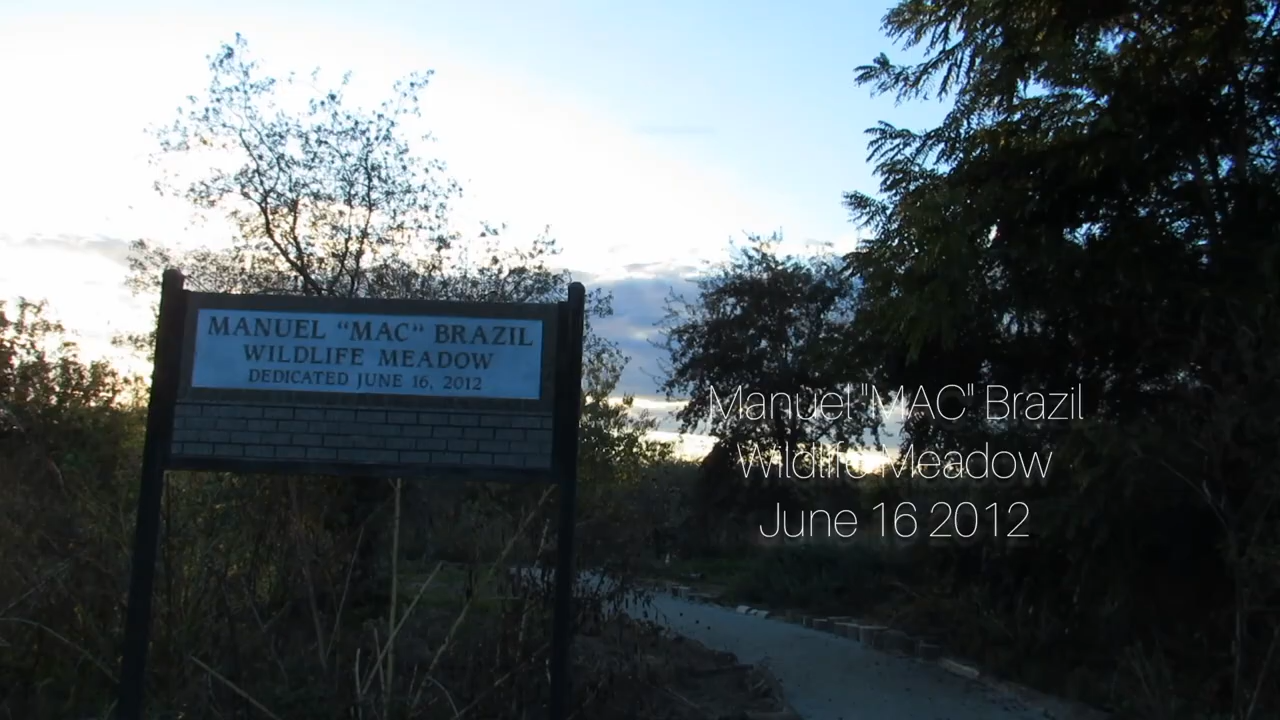 MANUEL "MAC" BRAZIL
WILDLIFE MEADOW
DEDICATED JUNE 16, 2012
Manuel "MAC" Brazil
Wildlife Meadow
June 16 2012